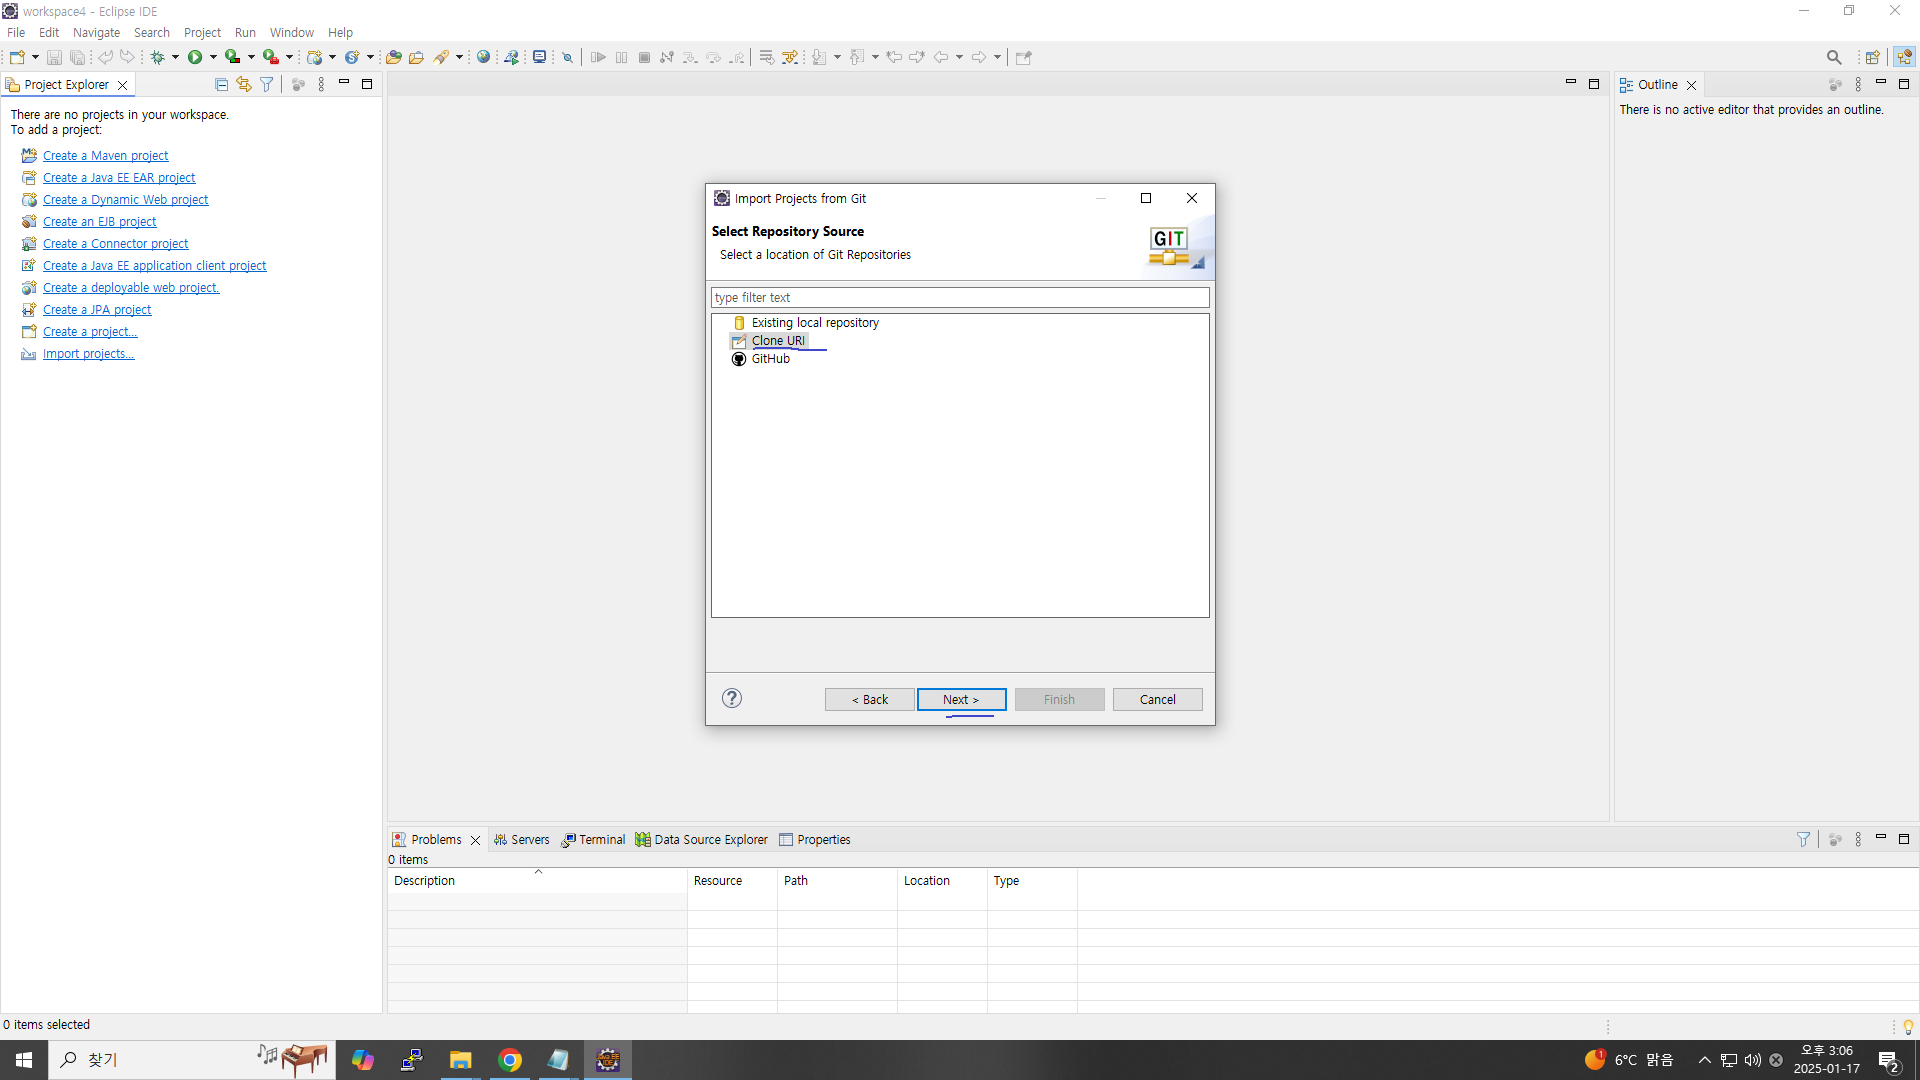 workspace4 - Eclipse IDE
File Edit Navigate Search Project Run Window Help
Project Explorer
There are no projects in your workspace.
To add a project:
Create a Maven project
Create a Java EE EAR project
Create a Dynamic Web project
Create an EJB project
Create a Connector project
Create a Java EE application client project
Create a deployable web project.
Create a JPA project
Create a project...
Import projects...
Import Projects from Git
Select Repository Source
Select a location of Git Repositories
GIT
type filter text
Existing local repository
Clone URI
GitHub
?
< Back Next > Finish Cancel
Outline
There is no active editor that provides an outline.
Problems Servers Terminal Data Source Explorer Properties
0 items
Description Resource Path Location Type
0 items selected
찾기
Java EE
IDE
1
6°C 맑음
오후 3:06
2025-01-17
2